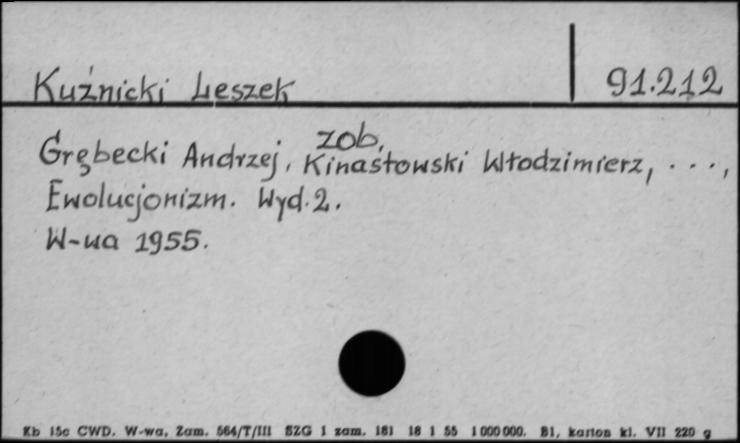 Kuźnicki Leszek 91.212
zob.
Grębecki Andrzej, Kinastowski Włodzimierz, ...,
Ewolucjonizm. Wyd. 2.
W-wa 1955.
Kb 15c CWD. W-wa, Zam. 564/T/III SZG 1 zam. 181 18 1 55 1 000 000. B1, karton kl. VII 220 g